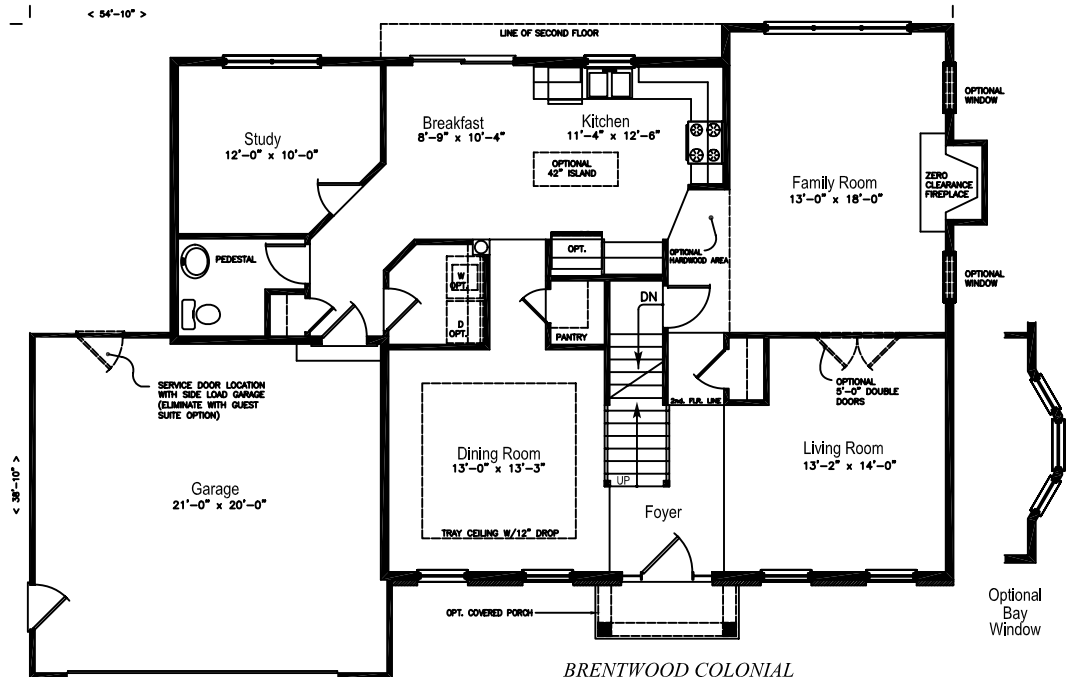 < 54'-10" >
LINE OF SECOND FLOOR
Study
12'-0" x 10'-0"
Breakfast
8'-9" x 10'-4"
Kitchen
11'-4" x 12'-6"
OPTIONAL
42" ISLAND
Family Room
13'-0" x 18'-0"
OPTIONAL
WINDOW
ZERO
CLEARANCE
FIREPLACE
PEDESTAL
OPT.
OPTIONAL
HARDWOOD AREA
OPTIONAL
WINDOW
W
OPT.
D
OPT.
PANTRY
DN
SERVICE DOOR LOCATION
WITH SIDE LOAD GARAGE
(ELIMINATE WITH GUEST
SUITE OPTION)
OPTIONAL
5'-0" DOUBLE
DOORS
2nd. FLR. LINE
Dining Room
13'-0" x 13'-3"
Living Room
13'-2" x 14'-0"
< 38'-10" >
Garage
21'-0" x 20'-0"
UP
Foyer
TRAY CEILING W/12" DROP
OPT. COVERED PORCH
Optional
Bay
Window
BRENTWOOD COLONIAL